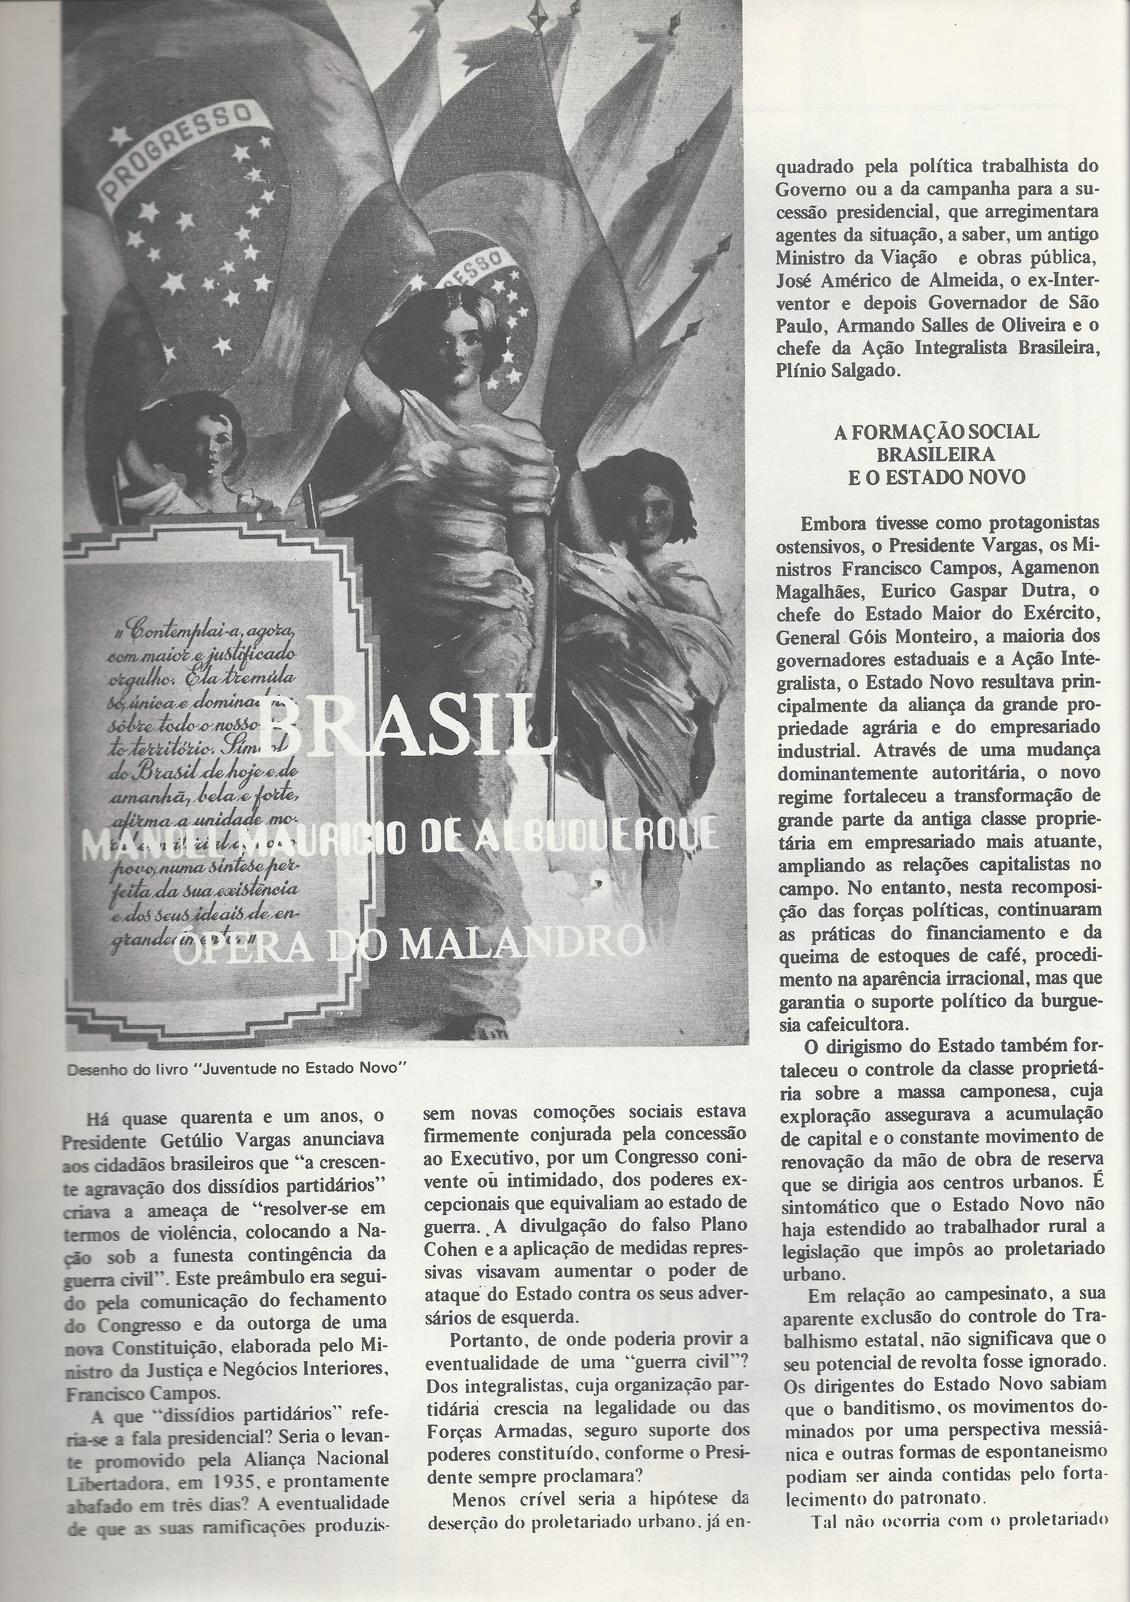 PROGRESSO
RESSO
"Contemplai-a, agora,
com maior e justificado
orgulho. Ela tremúla
só, única e domina
sôbre todo o nosso
to território.
do Brasil de hoje e de
amanhã, bela e forte,
afirma a unidade mo-
povo, numa síntese per-
feita da sua existência
e dos seus ideais de en-
BRASIL
MANOEL MAURICIO DE ALBUQUERQUE
ÓPERA DO MALANDRO
Desenho do livro "Juventude no Estado Novo"
Há quase quarenta e um anos, o
Presidente Getúlio Vargas anunciava
aos cidadãos brasileiros que "a crescen-
te agravação dos dissídios partidários"
criava a ameaça de "resolver-se em
termos de violência, colocando a Na-
ção sob a funesta contingência da
guerra civil". Este preâmbulo era segui-
do pela comunicação do fechamento
do Congresso e da outorga de uma
nova Constituição, elaborada pelo Mi-
nistro da Justiça e Negócios Interiores,
Francisco Campos.
A que "dissídios partidários" refe-
ria-se a fala presidencial? Seria o levan-
te promovido pela Aliança Nacional
Libertadora, em 1935, e prontamente
abafado em três dias? A eventualidade
de que as suas ramificações produzis-
sem novas comoções sociais estava
firmemente conjurada pela concessão
ao Executivo, por um Congresso coni-
vente ou intimidado, dos poderes ex-
cepcionais que equivaliam ao estado de
guerra. A divulgação do falso Plano
Cohen e a aplicação de medidas repres-
sivas visavam aumentar o poder de
ataque do Estado contra os seus adver-
sários de esquerda.
Portanto, de onde poderia provir a
eventualidade de uma "guerra civil"?
Dos integralistas, cuja organização par-
tidária crescia na legalidade ou das
Forças Armadas, seguro suporte dos
poderes constituído, conforme o Presi-
dente sempre proclamara?
Menos crível seria a hipótese da
deserção do proletariado urbano, já en-
quadrado pela política trabalhista do
Governo ou a da campanha para a su-
cessão presidencial, que arregimentara
agentes da situação, a saber, um antigo
Ministro da Viação e obras pública,
José Américo de Almeida, o ex-Inter-
ventor e depois Governador de São
Paulo, Armando Salles de Oliveira e o
chefe da Ação Integralista Brasileira,
Plínio Salgado.
A FORMAÇÃO SOCIAL
BRASILEIRA
E O ESTADO NOVO
Embora tivesse como protagonistas
ostensivos, o Presidente Vargas, os Mi-
nistros Francisco Campos, Agamenon
Magalhães, Eurico Gaspar Dutra, o
chefe do Estado Maior do Exército,
General Góis Monteiro, a maioria dos
governadores estaduais e a Ação Inte-
gralista, o Estado Novo resultava prin-
cipalmente da aliança da grande pro-
priedade agrária e do empresariado
industrial. Através de uma mudança
dominantemente autoritária, o novo
regime fortaleceu a transformação de
grande parte da antiga classe proprie-
tária em empresariado mais atuante,
ampliando as relações capitalistas no
campo. No entanto, nesta recomposi-
ção das forças políticas, continuaram
as práticas do financiamento e da
queima de estoques de café, procedi-
mento na aparência irracional, mas que
garantia o suporte político da burgue-
sia cafeicultora.
O dirigismo do Estado também for-
taleceu o controle da classe proprietá-
ria sobre a massa camponesa, cuja
exploração assegurava a acumulação
de capital e o constante movimento de
renovação da mão de obra de reserva
que se dirigia aos centros urbanos. É
sintomático que o Estado Novo não
haja estendido ao trabalhador rural a
legislação que impôs ao proletariado
urbano.
Em relação ao campesinato, a sua
aparente exclusão do controle do Tra-
balhismo estatal, não significava que o
seu potencial de revolta fosse ignorado.
Os dirigentes do Estado Novo sabiam
que o banditismo, os movimentos do-
minados por uma perspectiva messiâ-
nica e outras formas de espontaneismo
podiam ser ainda contidas pelo forta-
lecimento do patronato.
Tal não ocorria com o proletariado